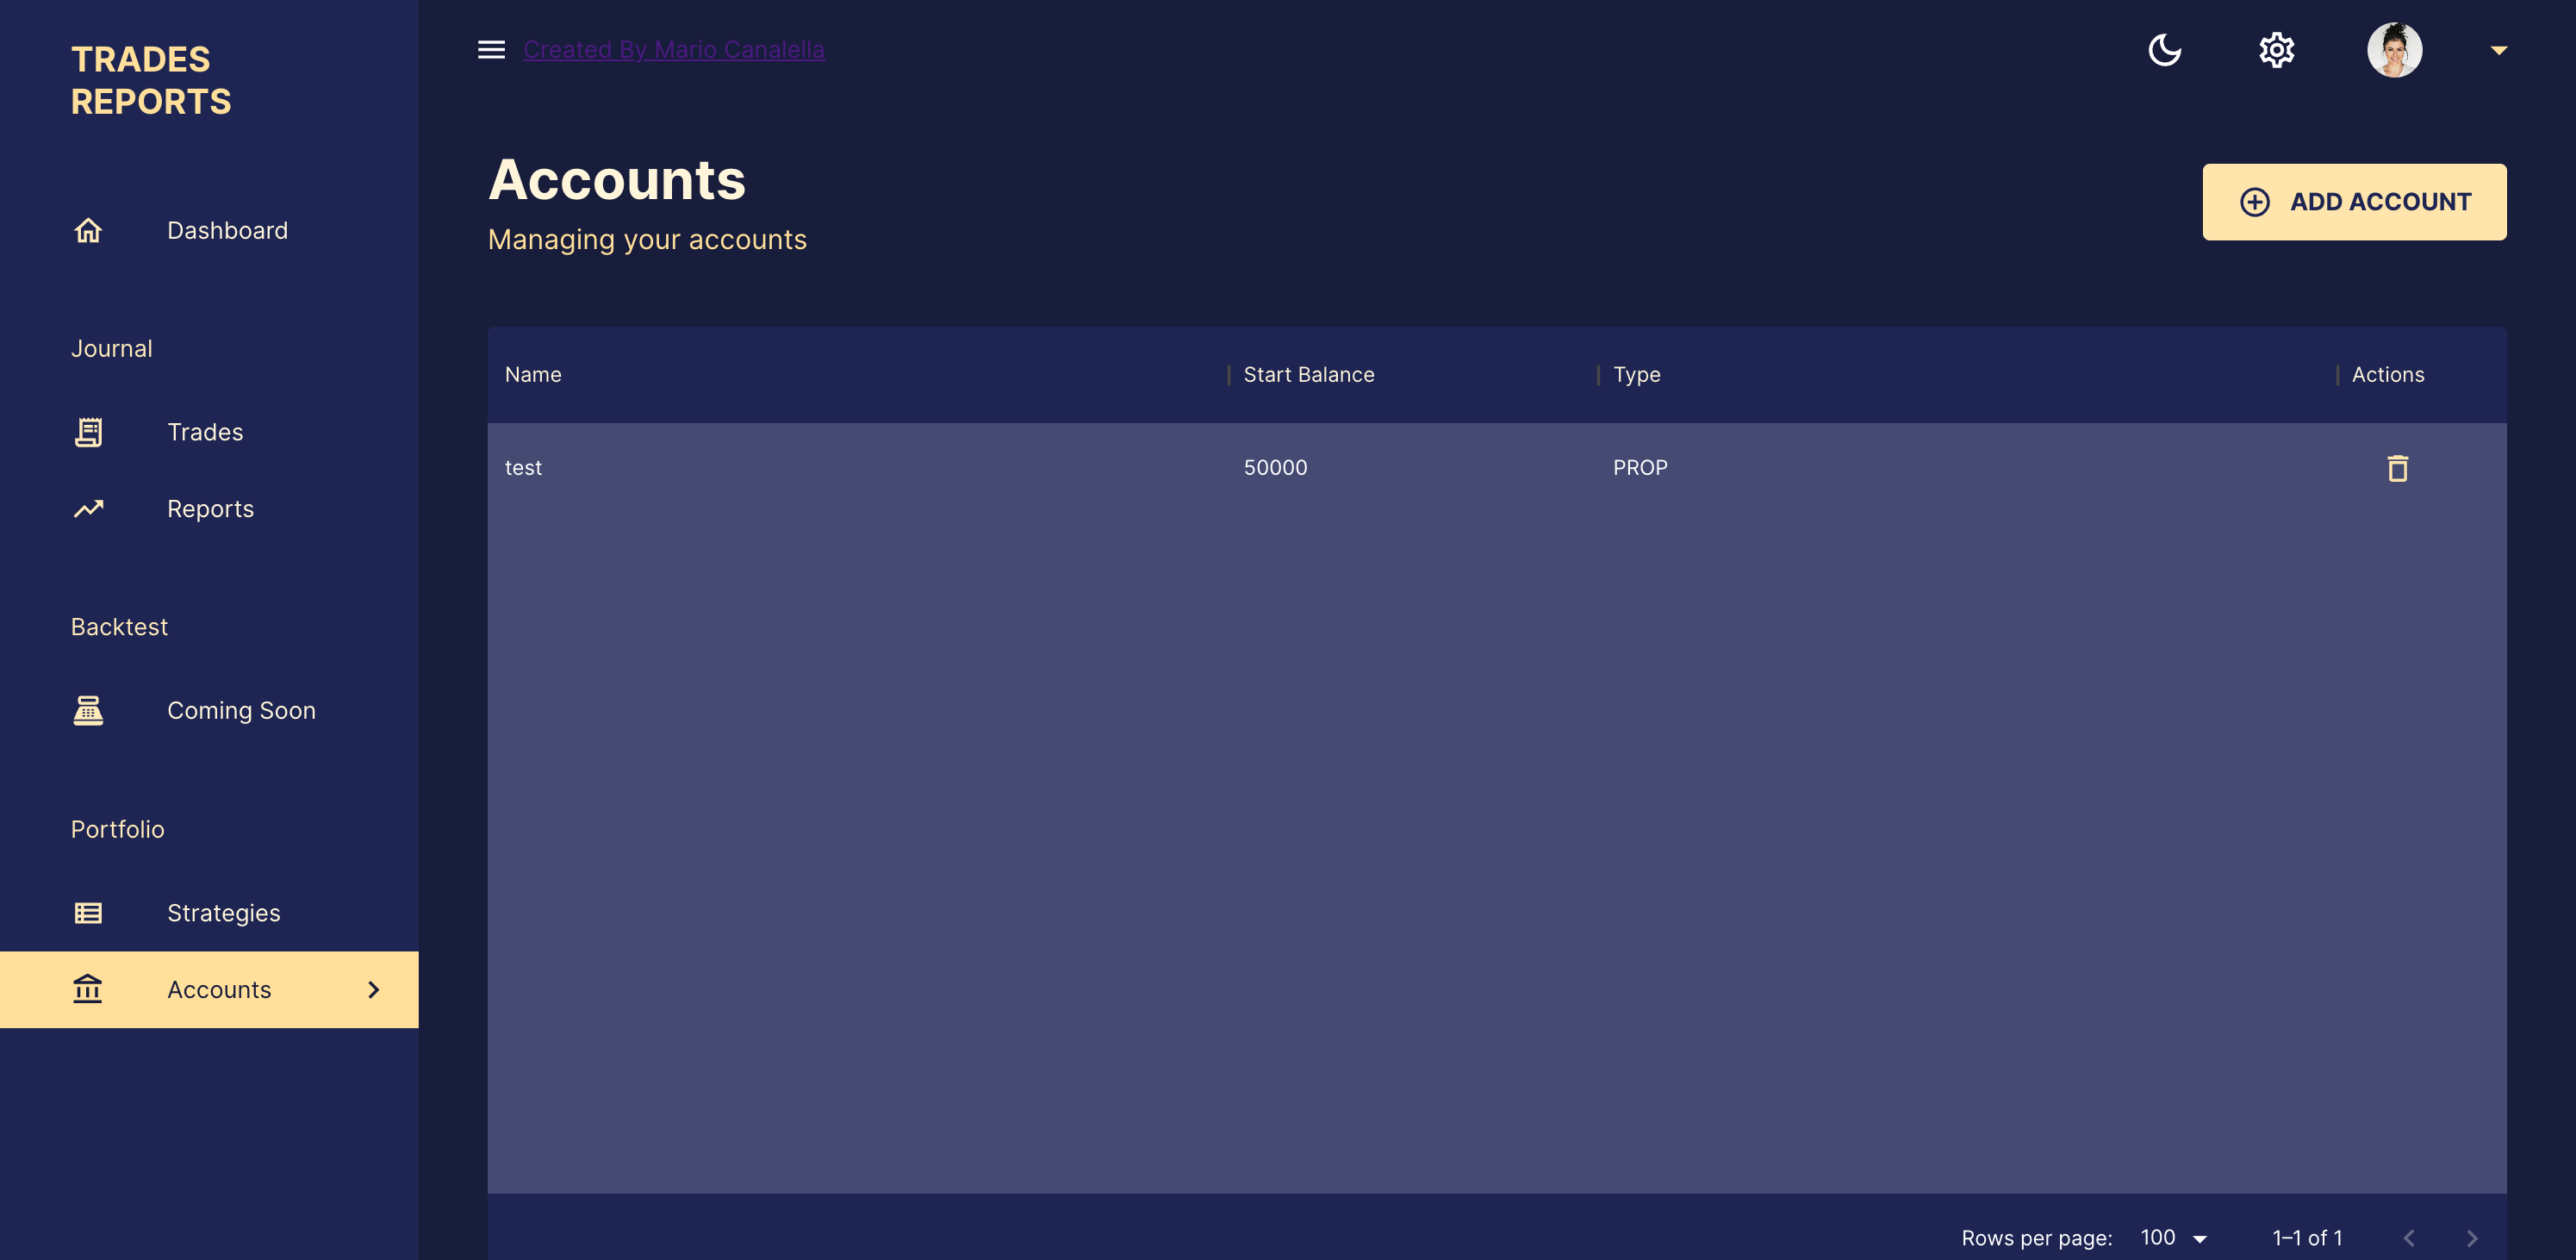 TRADES
REPORTS
Dashboard
Journal
Trades
Reports
Backtest
Coming Soon
Portfolio
Strategies
Accounts
Created By Mario Canalella
Accounts
Managing your accounts
ADD ACCOUNT
Name Start Balance Type Actions
test 50000 PROP
Rows per page: 100 1–1 of 1